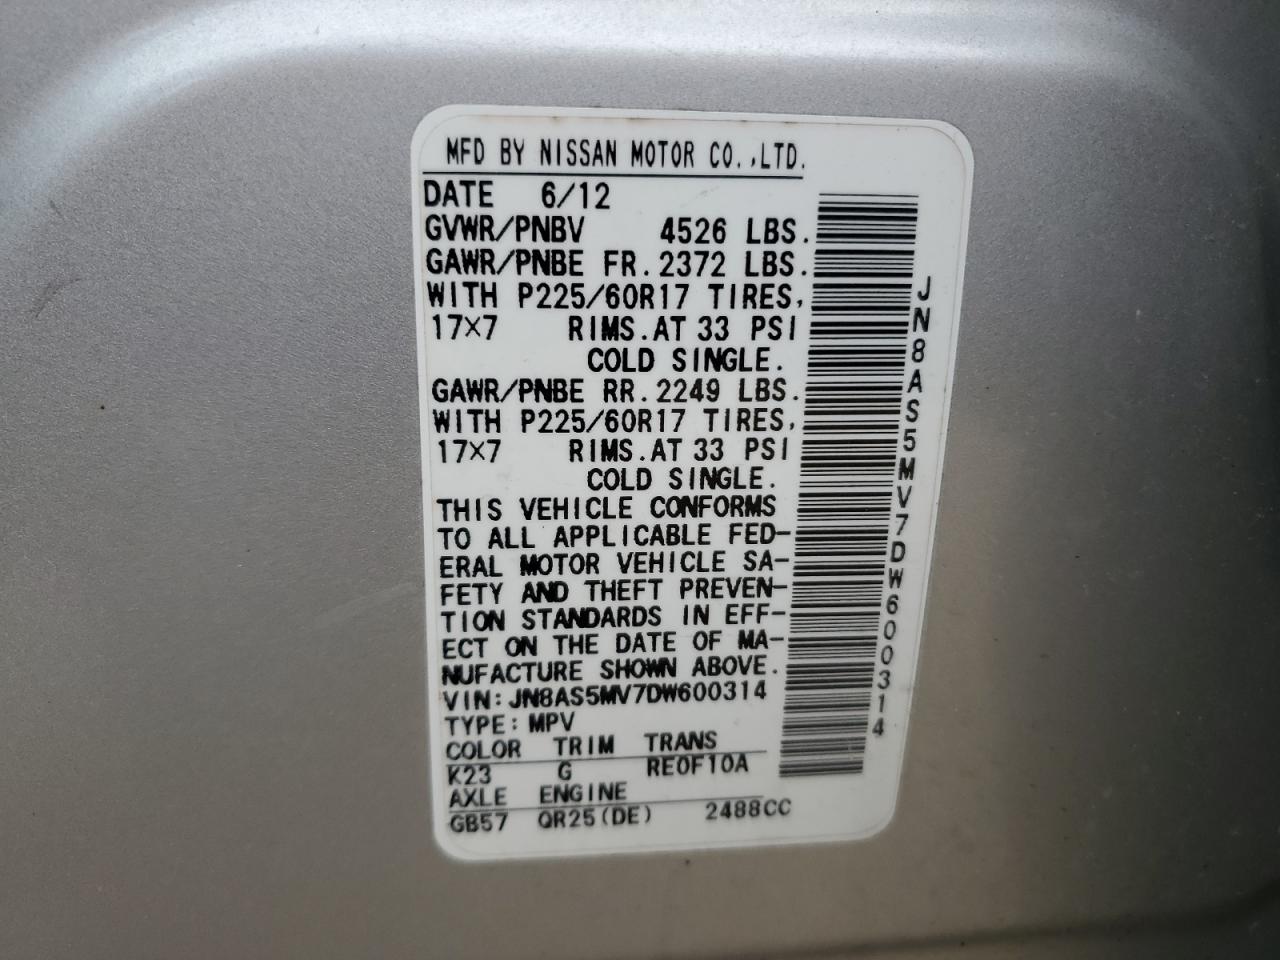 MFD BY NISSAN MOTOR CO.,LTD.
DATE 6/12
GVWR/PNBV 4526 LBS.
GAWR/PNBE FR.2372 LBS.
WITH P225/60R17 TIRES,
17×7 RIMS.AT 33 PSI
COLD SINGLE.
GAWR/PNBE RR.2249 LBS.
WITH P225/60R17 TIRES,
17×7 RIMS.AT 33 PSI
COLD SINGLE.
THIS VEHICLE CONFORMS
TO ALL APPLICABLE FED-
ERAL MOTOR VEHICLE SA-
FETY AND THEFT PREVEN-
TION STANDARDS IN EFF-
ECT ON THE DATE OF MA-
NUFACTURE SHOWN ABOVE.
VIN:JN8AS5MV7DW600314
TYPE:MPV
COLOR TRIM TRANS
K23 G RE0F10A
AXLE ENGINE
GB57 QR25(DE) 2488CC
JN8AS5MV7DW600314